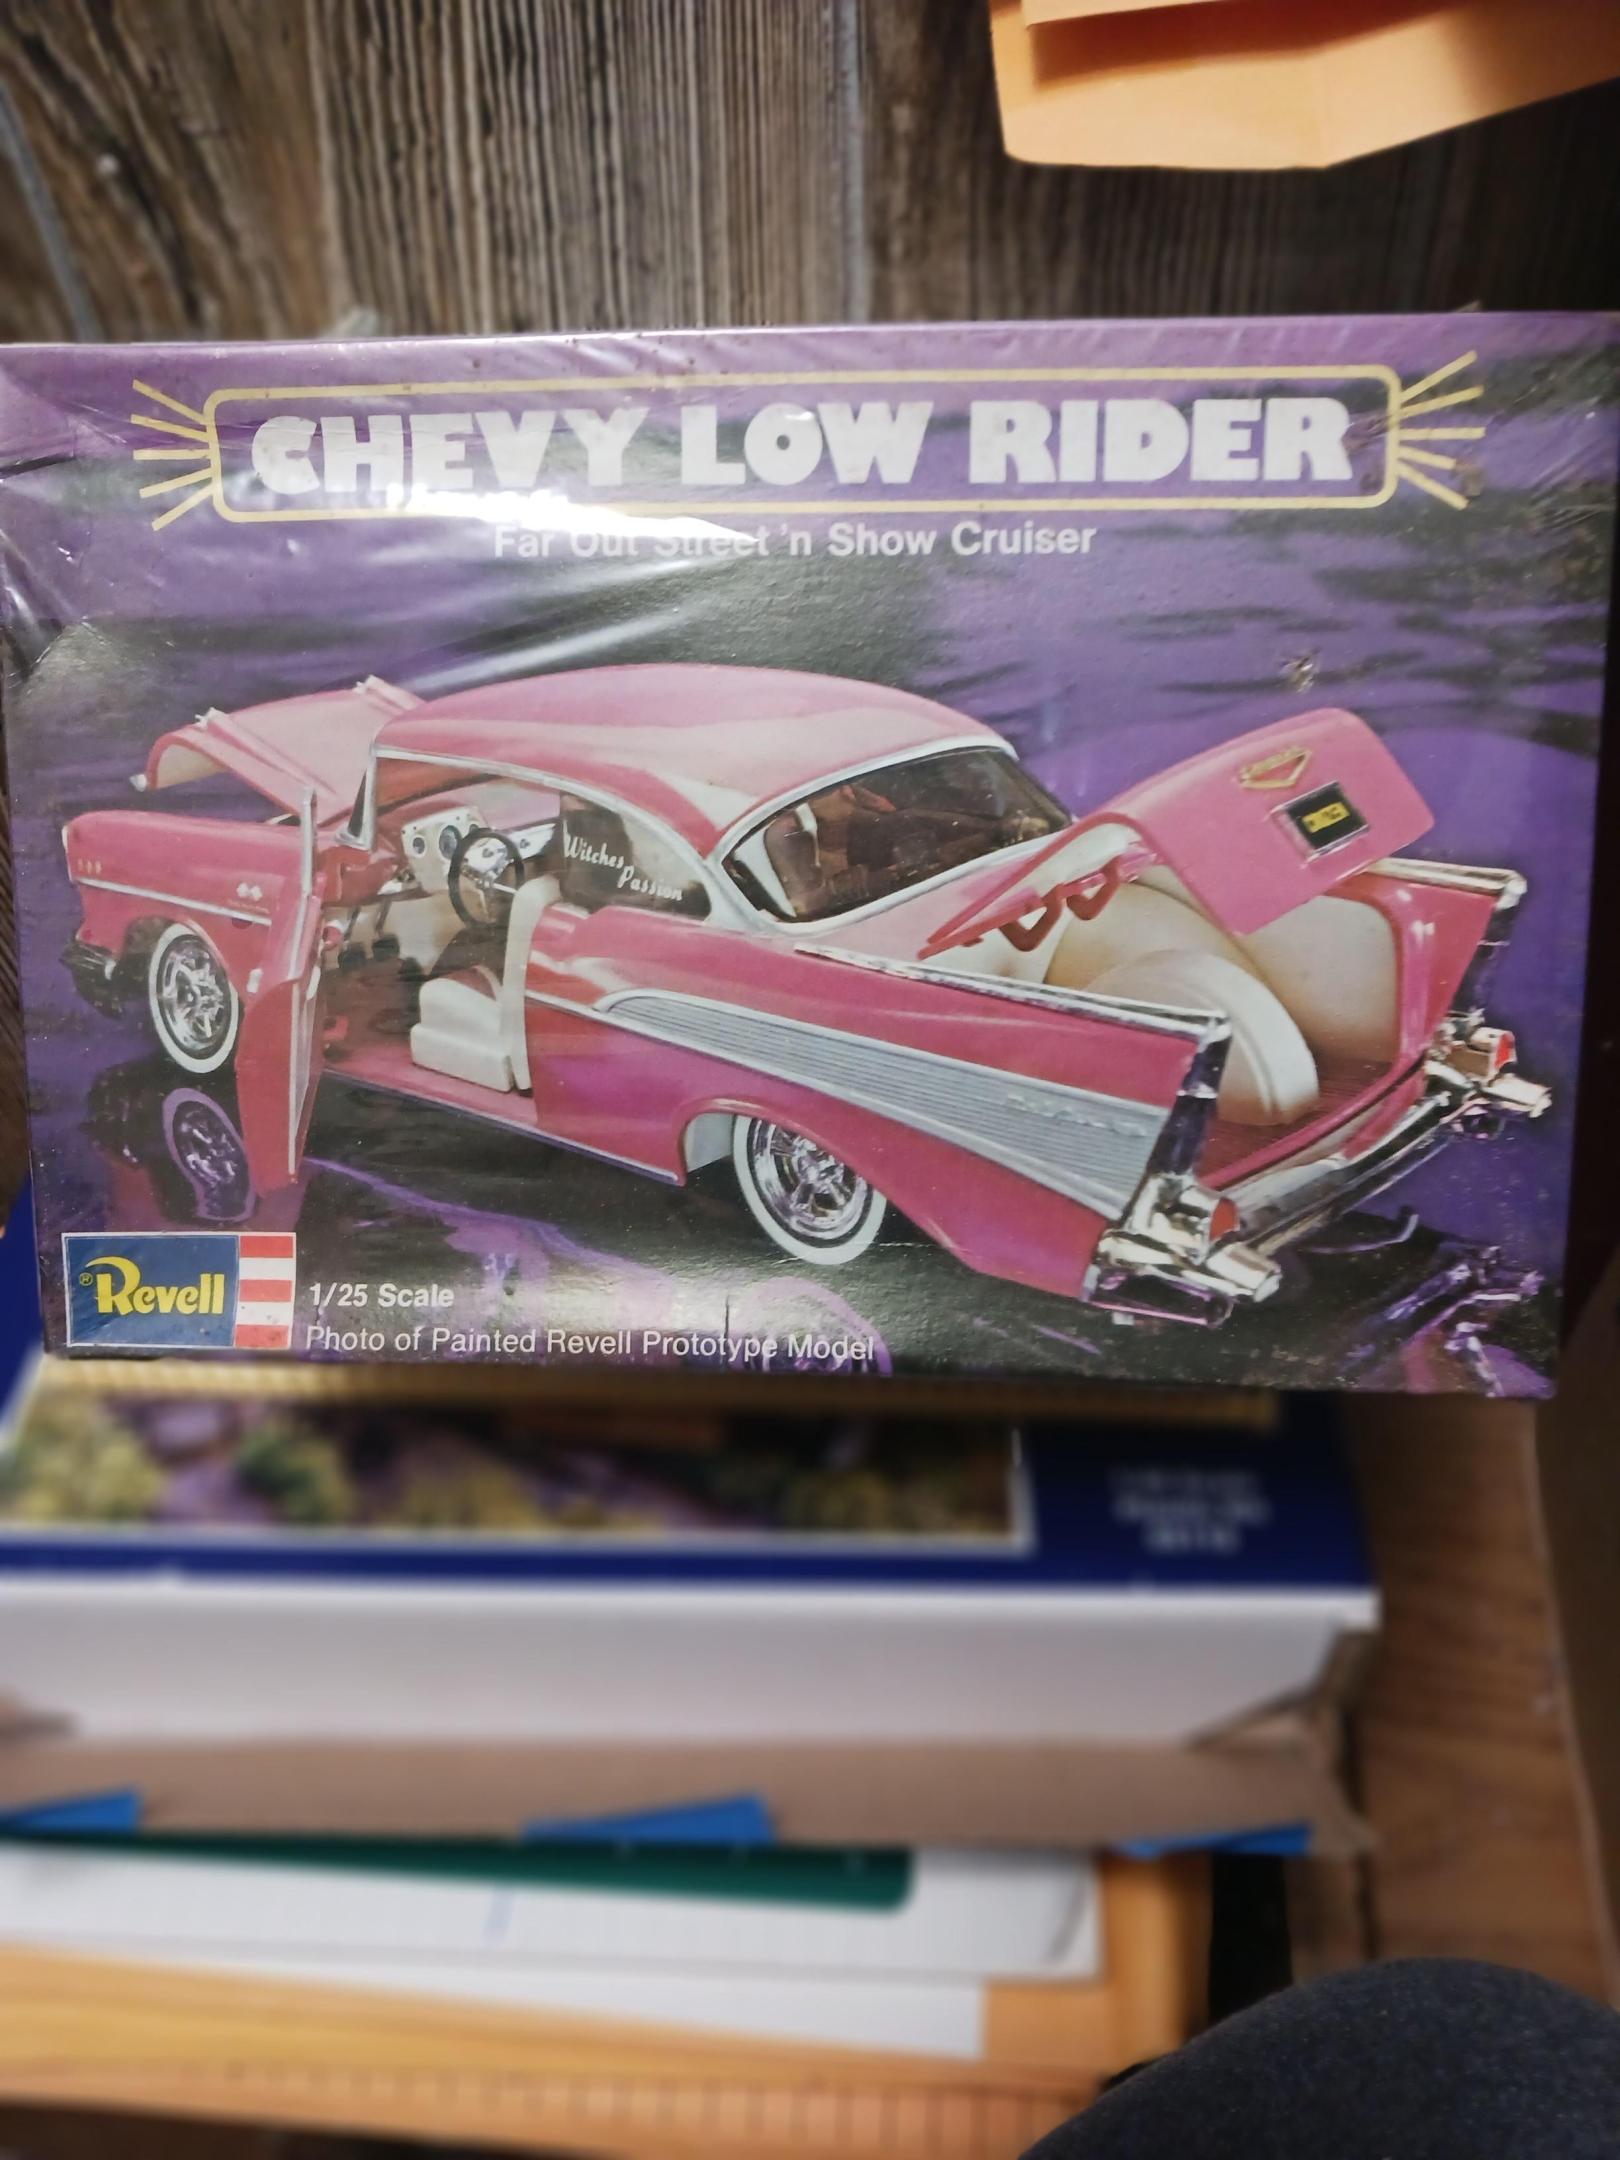 CHEVY LOW RIDER
Far Out Street 'n Show Cruiser
Witches
Passion
® Revell
1/25 Scale
Photo of Painted Revell Prototype Model